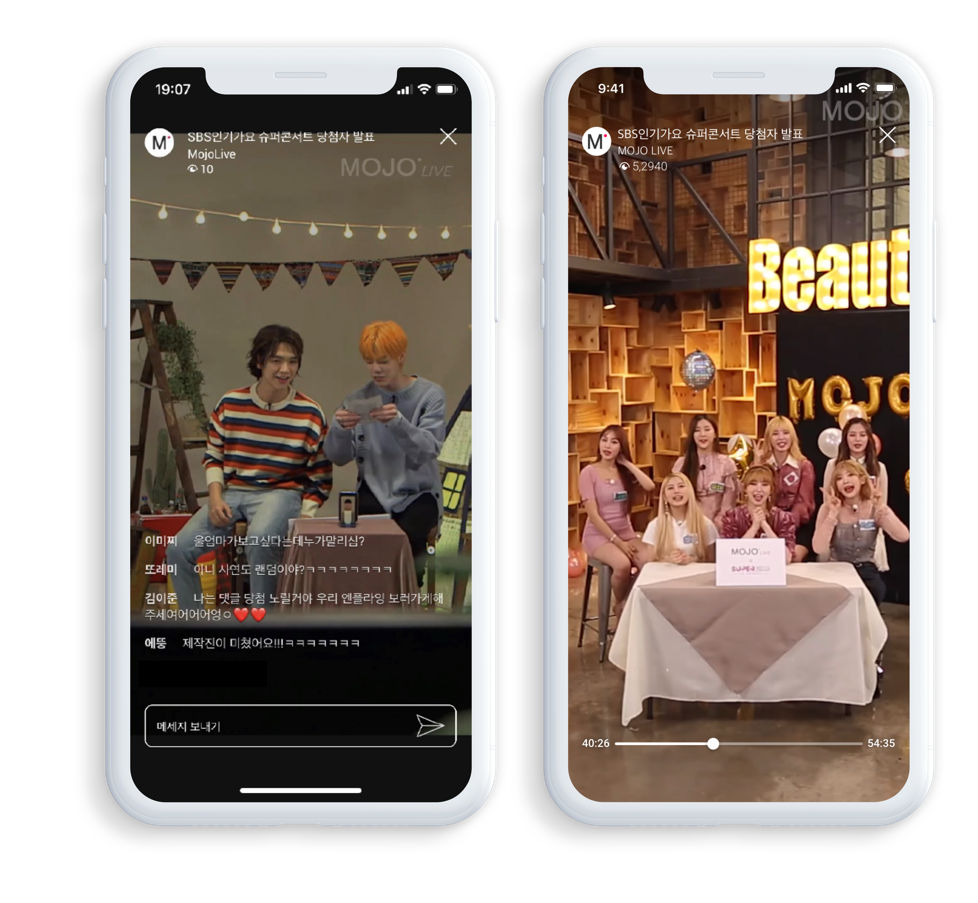 19:07
M
SBS인기가요 슈퍼콘서트 당첨자 발표
MojoLive
10
MOJO LIVE
이미찌 울엄마가보고싶다는데누가말리심?
또레미 아니 사연도 랜덤이야?ㅋㅋㅋㅋㅋㅋㅋㅋ
김이준 나는 댓글 당첨 노릴거야 우리 엔플라잉 보러가게해
주세여어어어엉ㅇ❤️❤️
에뚱 제작진이 미쳤어요!!!ㅋㅋㅋㅋㅋㅋㅋ
메세지 보내기
9:41
MOJO
M
SBS인기가요 슈퍼콘서트 당첨자 발표
MOJO LIVE
5,2940
Beaut
MOJO
MOJO LIVE
x
SUPER
40:26
54:35